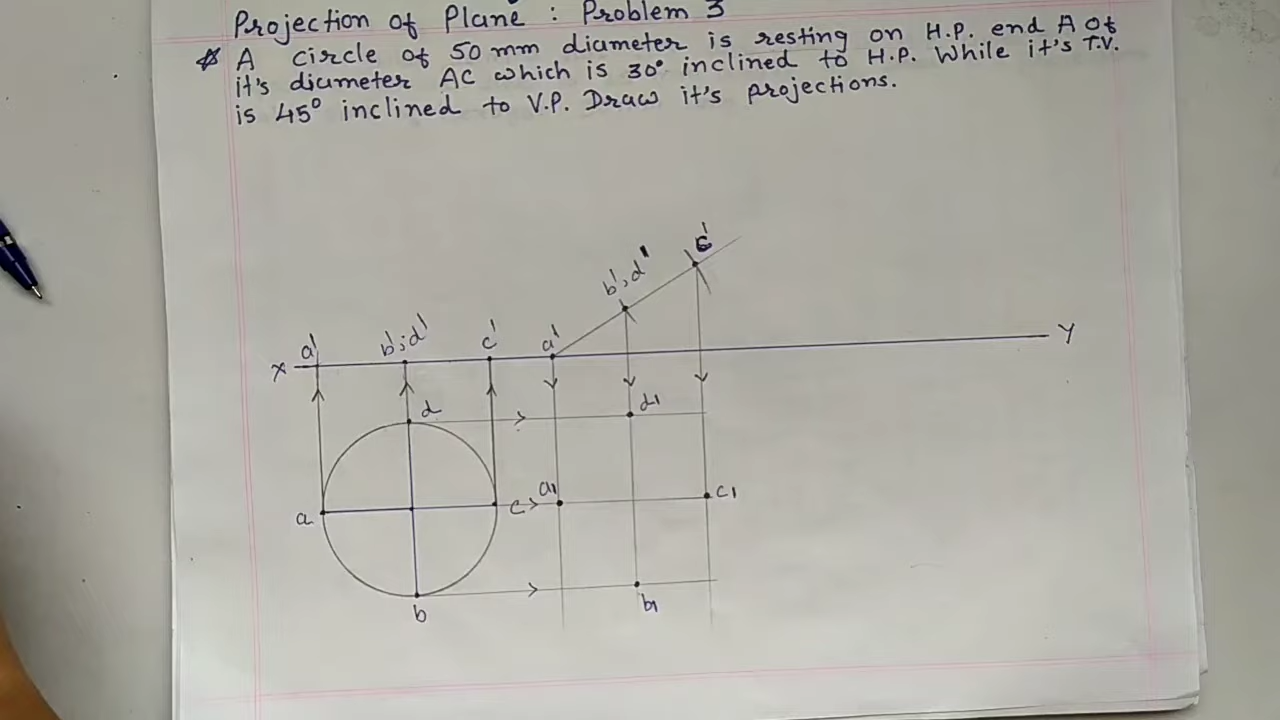 Projection of Plane : Problem 3
A circle of 50 mm diameter is resting on H.P. end A of
it's diameter AC which is 30° inclined to H.P. While it's T.V.
is 45° inclined to V.P. Draw it's projections.
c'
b', d'
a' b', d' c' a' Y
X
d d1
a c a1 c1
b b1